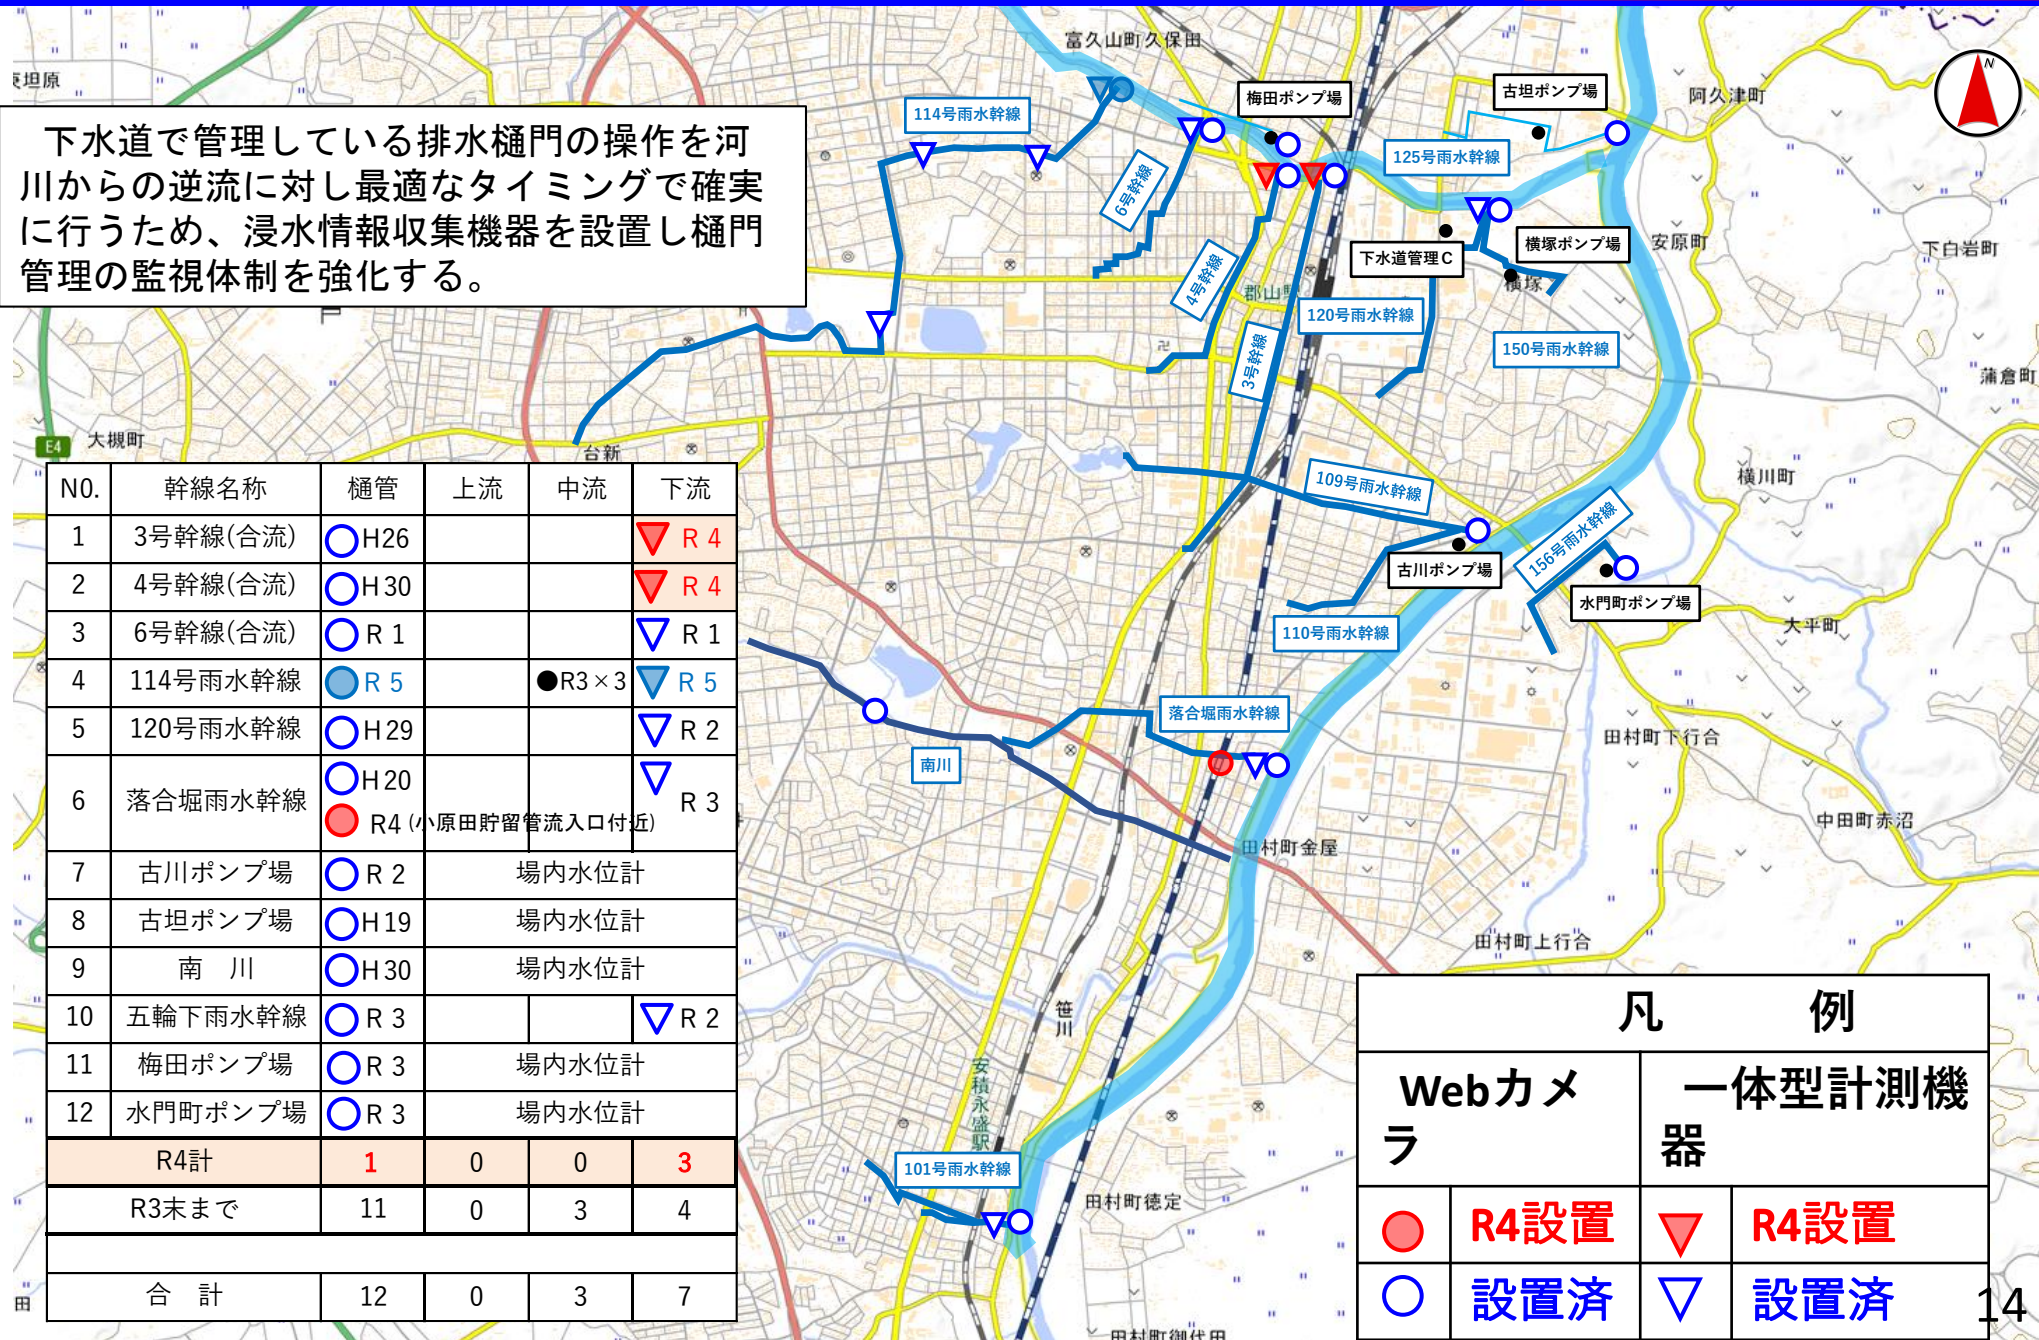 下水道で管理している排水樋門の操作を河
川からの逆流に対し最適なタイミングで確実
に行うため、浸水情報収集機器を設置し樋門
管理の監視体制を強化する。
富久山町久保田
阿久津町
安原町
下白岩町
蒲倉町
横川町
大平町
田村町下行合
中田町赤沼
田村町上行合
田村町金屋
田村町徳定
田村町御代田
笹川
安積永盛駅
郡山駅
横塚
大槻町
台新
E4
N
114号雨水幹線
6号幹線
4号幹線
3号幹線
梅田ポンプ場
古坦ポンプ場
125号雨水幹線
横塚ポンプ場
下水道管理C
120号雨水幹線
150号雨水幹線
109号雨水幹線
古川ポンプ場
156号雨水幹線
水門町ポンプ場
110号雨水幹線
落合堀雨水幹線
南川
101号雨水幹線
NO. 幹線名称 樋管 上流 中流 下流
1 3号幹線(合流) ○H26 ▼ R4
2 4号幹線(合流) ○H30 ▼ R4
3 6号幹線(合流) ○R1 ▽ R1
4 114号雨水幹線 ●R5 ●R3×3 ▼ R5
5 120号雨水幹線 ○H29 ▽ R2
6 落合堀雨水幹線 ○H20 ▽ R3
● R4 (小原田貯留管流入口付近)
7 古川ポンプ場 ○R2 場内水位計
8 古坦ポンプ場 ○H19 場内水位計
9 南 川 ○H30 場内水位計
10 五輪下雨水幹線 ○R3 ▽ R2
11 梅田ポンプ場 ○R3 場内水位計
12 水門町ポンプ場 ○R3 場内水位計
R4計 1 0 0 3
R3末まで 11 0 3 4
合 計 12 0 3 7
凡 例
Webカメ
ラ
一体型計測機
器
● R4設置 ▼ R4設置
○ 設置済 ▽ 設置済
14